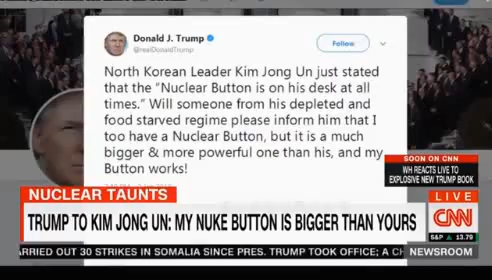 Donald J. Trump
@realDonaldTrump
Follow
North Korean Leader Kim Jong Un just stated
that the "Nuclear Button is on his desk at all
times." Will someone from his depleted and
food starved regime please inform him that I
too have a Nuclear Button, but it is a much
bigger & more powerful one than his, and my
Button works!
SOON ON CNN
WH REACTS LIVE TO
EXPLOSIVE NEW TRUMP BOOK
NUCLEAR TAUNTS
LIVE
TRUMP TO KIM JONG UN: MY NUKE BUTTON IS BIGGER THAN YOURS
CNN
S&P ▲ 13.79
ARRIED OUT 30 STRIKES IN SOMALIA SINCE PRES. TRUMP TOOK OFFICE; A CH
NEWSROOM